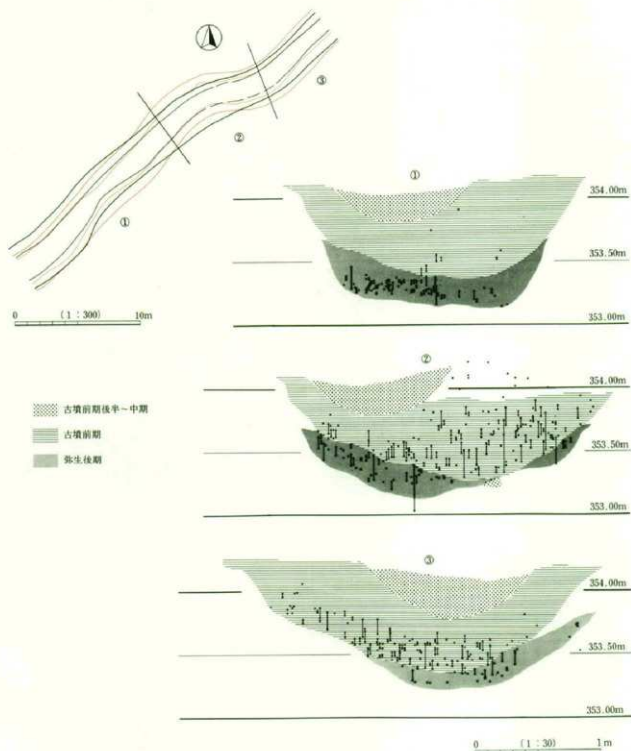 ③
②
①
0 (1：300) 10m
①
354.00m
353.50m
353.00m
②
古墳前期後半～中期
古墳前期
弥生後期
354.00m
353.50m
353.00m
③
354.00m
353.50m
353.00m
0 (1：30) 1m